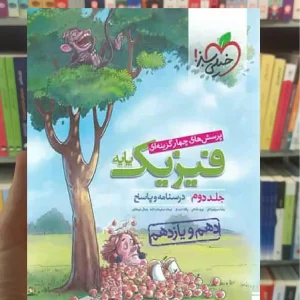 خیلی سبز
پرسش‌های چهارگزینه‌ای
فیزیک پایه
جلد دوم
درسنامه و پاسخ
دهم و یازدهم